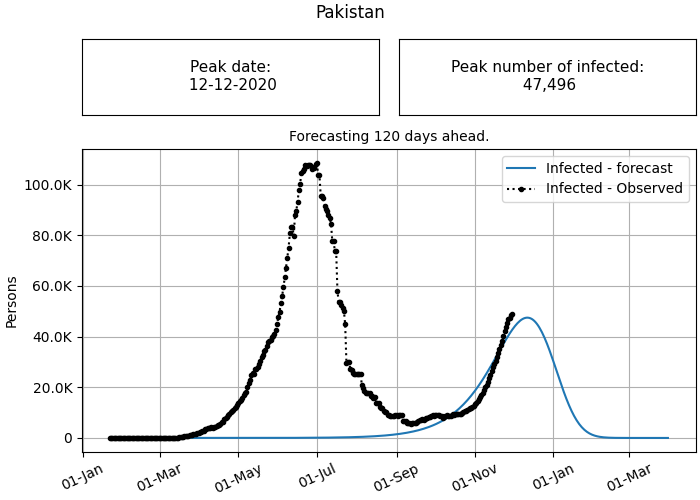 Pakistan
Peak date:
12-12-2020
Peak number of infected:
47,496
Forecasting 120 days ahead.
Infected - forecast
Infected - Observed
100.0K
80.0K
60.0K
40.0K
20.0K
0
Persons
01-Jan
01-Mar
01-May
01-Jul
01-Sep
01-Nov
01-Jan
01-Mar